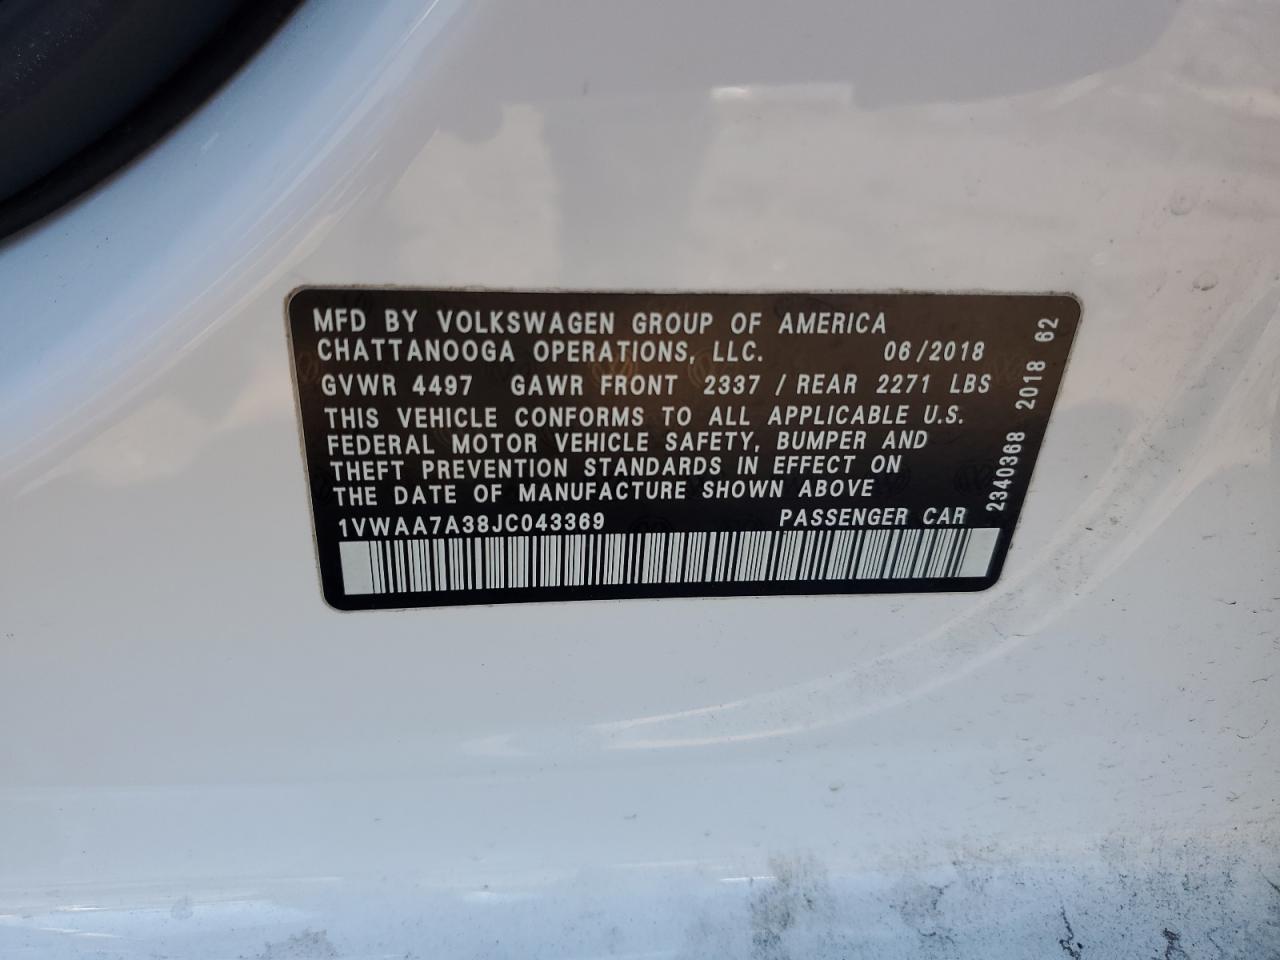 MFD BY VOLKSWAGEN GROUP OF AMERICA
CHATTANOOGA OPERATIONS, LLC. 06/2018
GVWR 4497 GAWR FRONT 2337 / REAR 2271 LBS
THIS VEHICLE CONFORMS TO ALL APPLICABLE U.S.
FEDERAL MOTOR VEHICLE SAFETY, BUMPER AND
THEFT PREVENTION STANDARDS IN EFFECT ON
THE DATE OF MANUFACTURE SHOWN ABOVE
1VWAA7A38JC043369 PASSENGER CAR
2340368 2018 62